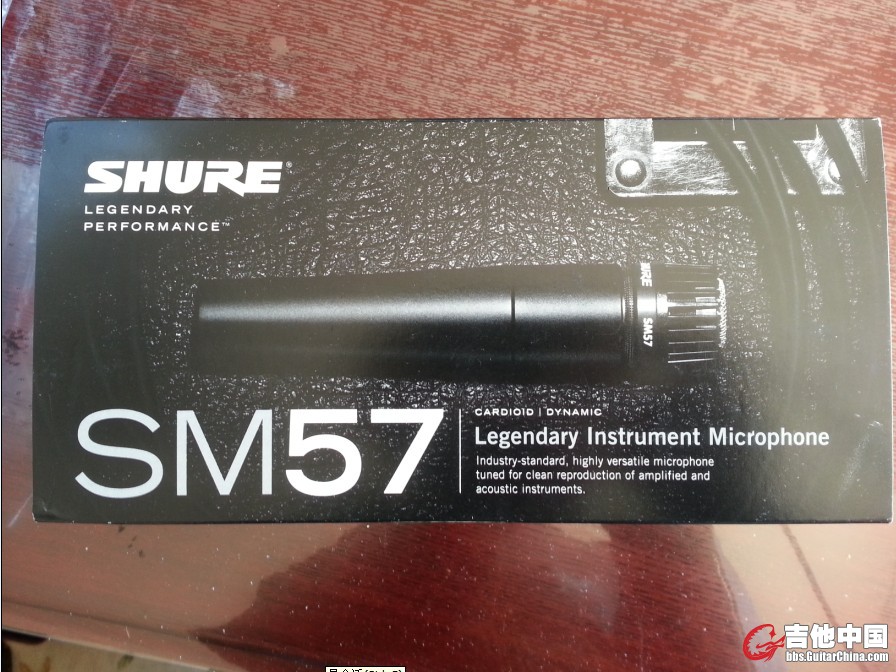 SHURE®
LEGENDARY
PERFORMANCE™
SHURE SM57
SM57
CARDIOID | DYNAMIC
Legendary Instrument Microphone
Industry-standard, highly versatile microphone
tuned for clean reproduction of amplified and
acoustic instruments.
吉他中国
bbs.GuitarChina.com